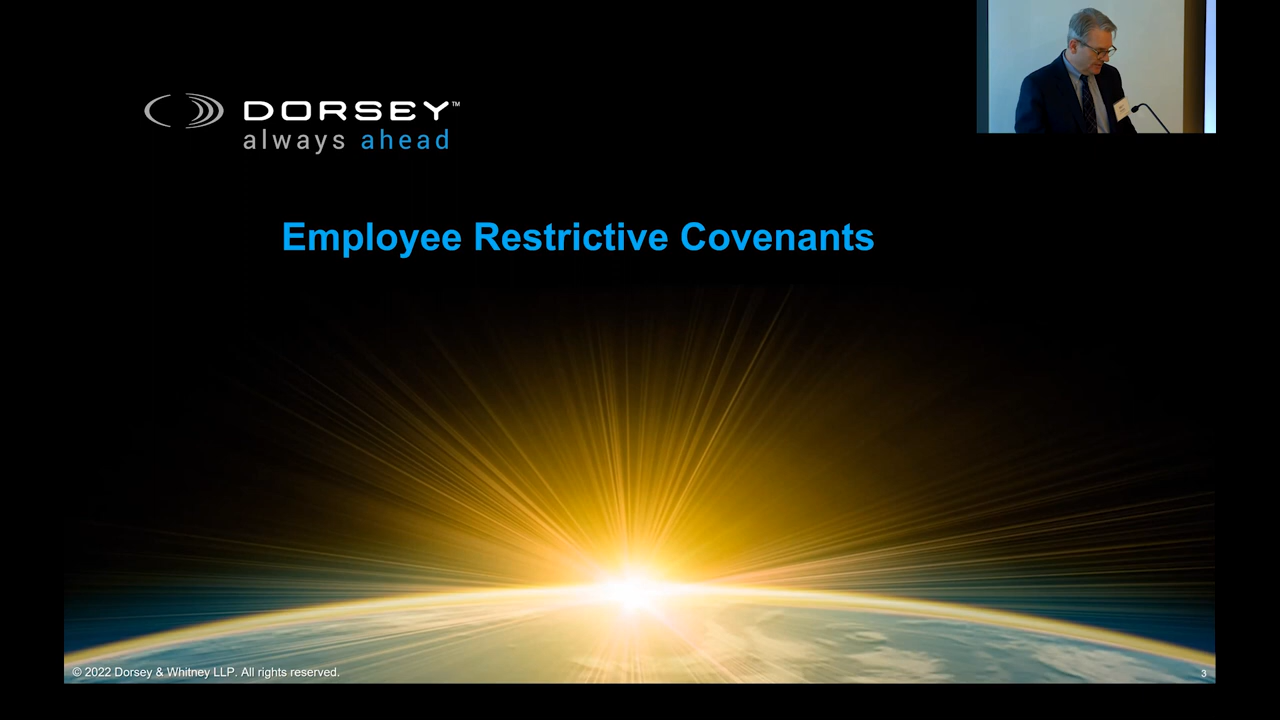 DORSEY™
always ahead
Employee Restrictive Covenants
© 2022 Dorsey & Whitney LLP. All rights reserved.
3